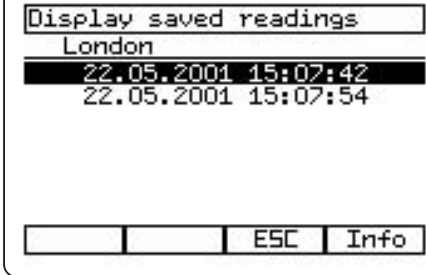 Display saved readings
London
22.05.2001 15:07:42
22.05.2001 15:07:54
ESC Info